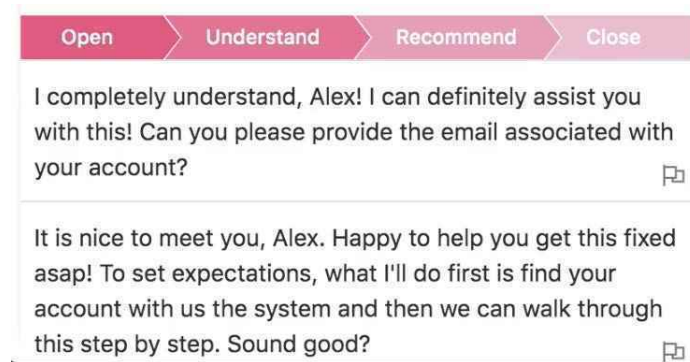 Open Understand Recommend Close
I completely understand, Alex! I can definitely assist you
with this! Can you please provide the email associated with
your account?
It is nice to meet you, Alex. Happy to help you get this fixed
asap! To set expectations, what I'll do first is find your
account with us the system and then we can walk through
this step by step. Sound good?